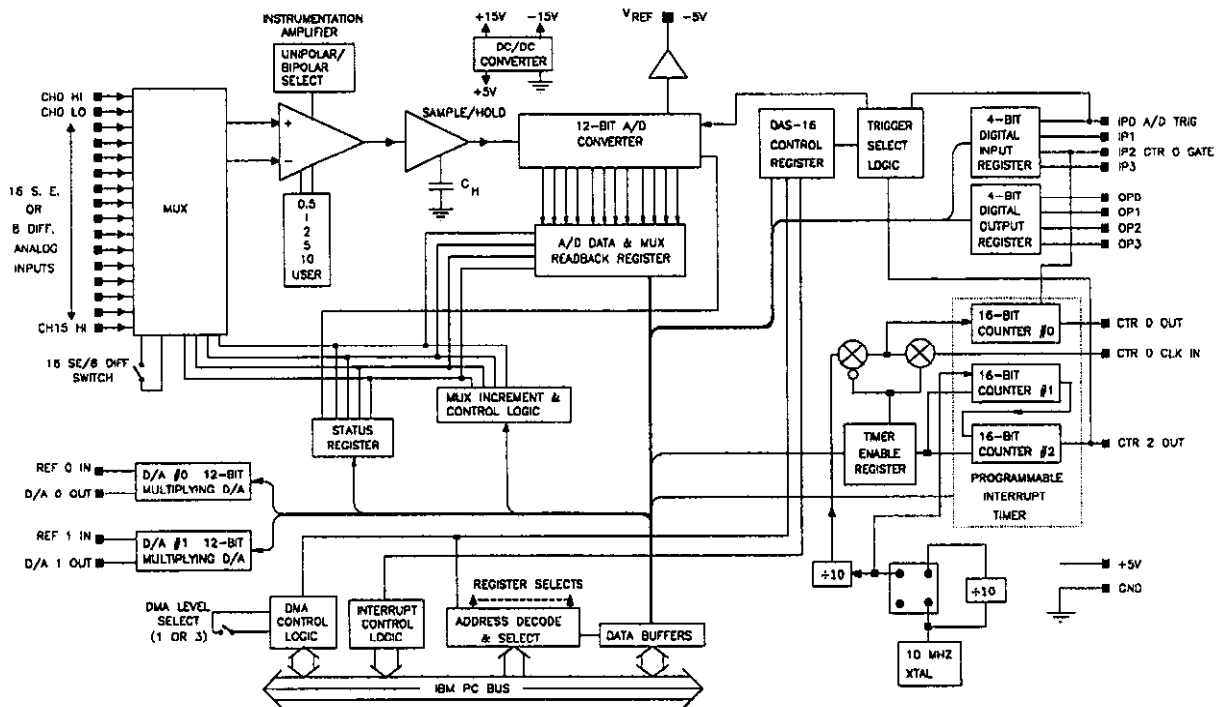 INSTRUMENTATION
AMPLIFIER
UNIPOLAR/
BIPOLAR
SELECT
+15V
-15V
DC/DC
CONVERTER
+5V
VREF
-5V
CH0 HI
CH0 LO
16 S. E.
OR
8 DIFF.
ANALOG
INPUTS
CH15 HI
MUX
+
-
0.5
1
2
5
10
USER
SAMPLE/HOLD
CH
12-BIT A/D
CONVERTER
A/D DATA & MUX
READBACK REGISTER
DAS-16
CONTROL
REGISTER
TRIGGER
SELECT
LOGIC
4-BIT
DIGITAL
INPUT
REGISTER
IP0 A/D TRIG
IP1
IP2 CTR 0 GATE
IP3
4-BIT
DIGITAL
OUTPUT
REGISTER
OP0
OP1
OP2
OP3
16 SE/8 DIFF
SWITCH
STATUS
REGISTER
MUX INCREMENT &
CONTROL LOGIC
16-BIT
COUNTER #0
CTR 0 OUT
CTR 0 CLK IN
16-BIT
COUNTER #1
16-BIT
COUNTER #2
CTR 2 OUT
TIMER
ENABLE
REGISTER
PROGRAMMABLE
INTERRUPT
TIMER
REF 0 IN
D/A 0 OUT
D/A #0 12-BIT
MULTIPLYING D/A
REF 1 IN
D/A 1 OUT
D/A #1 12-BIT
MULTIPLYING D/A
÷10
÷10
10 MHZ
XTAL
+5V
GND
DMA LEVEL
SELECT
(1 OR 3)
DMA
CONTROL
LOGIC
INTERRUPT
CONTROL
LOGIC
REGISTER SELECTS
ADDRESS DECODE
& SELECT
DATA BUFFERS
IBM PC BUS